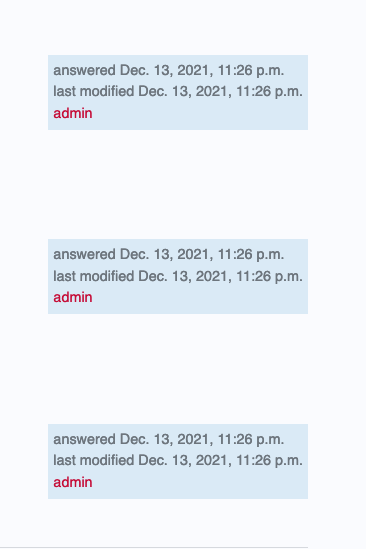 answered Dec. 13, 2021, 11:26 p.m.
last modified Dec. 13, 2021, 11:26 p.m.
admin
answered Dec. 13, 2021, 11:26 p.m.
last modified Dec. 13, 2021, 11:26 p.m.
admin
answered Dec. 13, 2021, 11:26 p.m.
last modified Dec. 13, 2021, 11:26 p.m.
admin